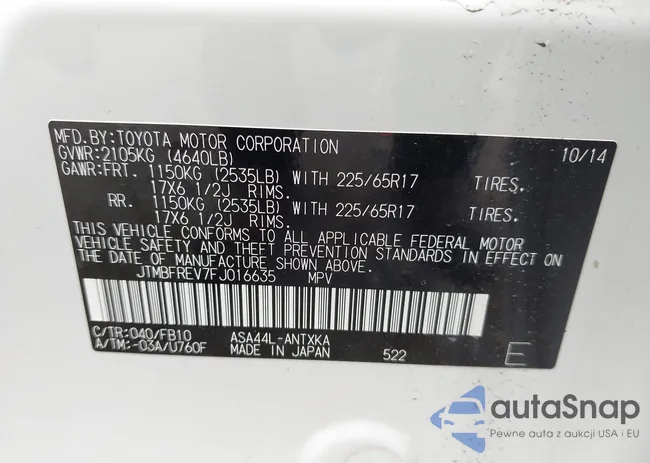 MFD.BY:TOYOTA MOTOR CORPORATION 10/14
GVWR:2105KG (4640LB)
GAWR:FRT. 1150KG (2535LB) WITH 225/65R17 TIRES.
17X6 1/2J RIMS.
RR. 1150KG (2535LB) WITH 225/65R17 TIRES.
17X6 1/2J RIMS.
THIS VEHICLE CONFORMS TO ALL APPLICABLE FEDERAL MOTOR
VEHICLE SAFETY AND THEFT PREVENTION STANDARDS IN EFFECT ON
THE DATE OF MANUFACTURE SHOWN ABOVE.
JTMBFREV7FJ016635 MPV
C/TR:040/FB10 ASA44L-ANTXKA
A/TM:-03A/U760F MADE IN JAPAN 522 E
autaSnap
Pewne auta z aukcji USA i EU